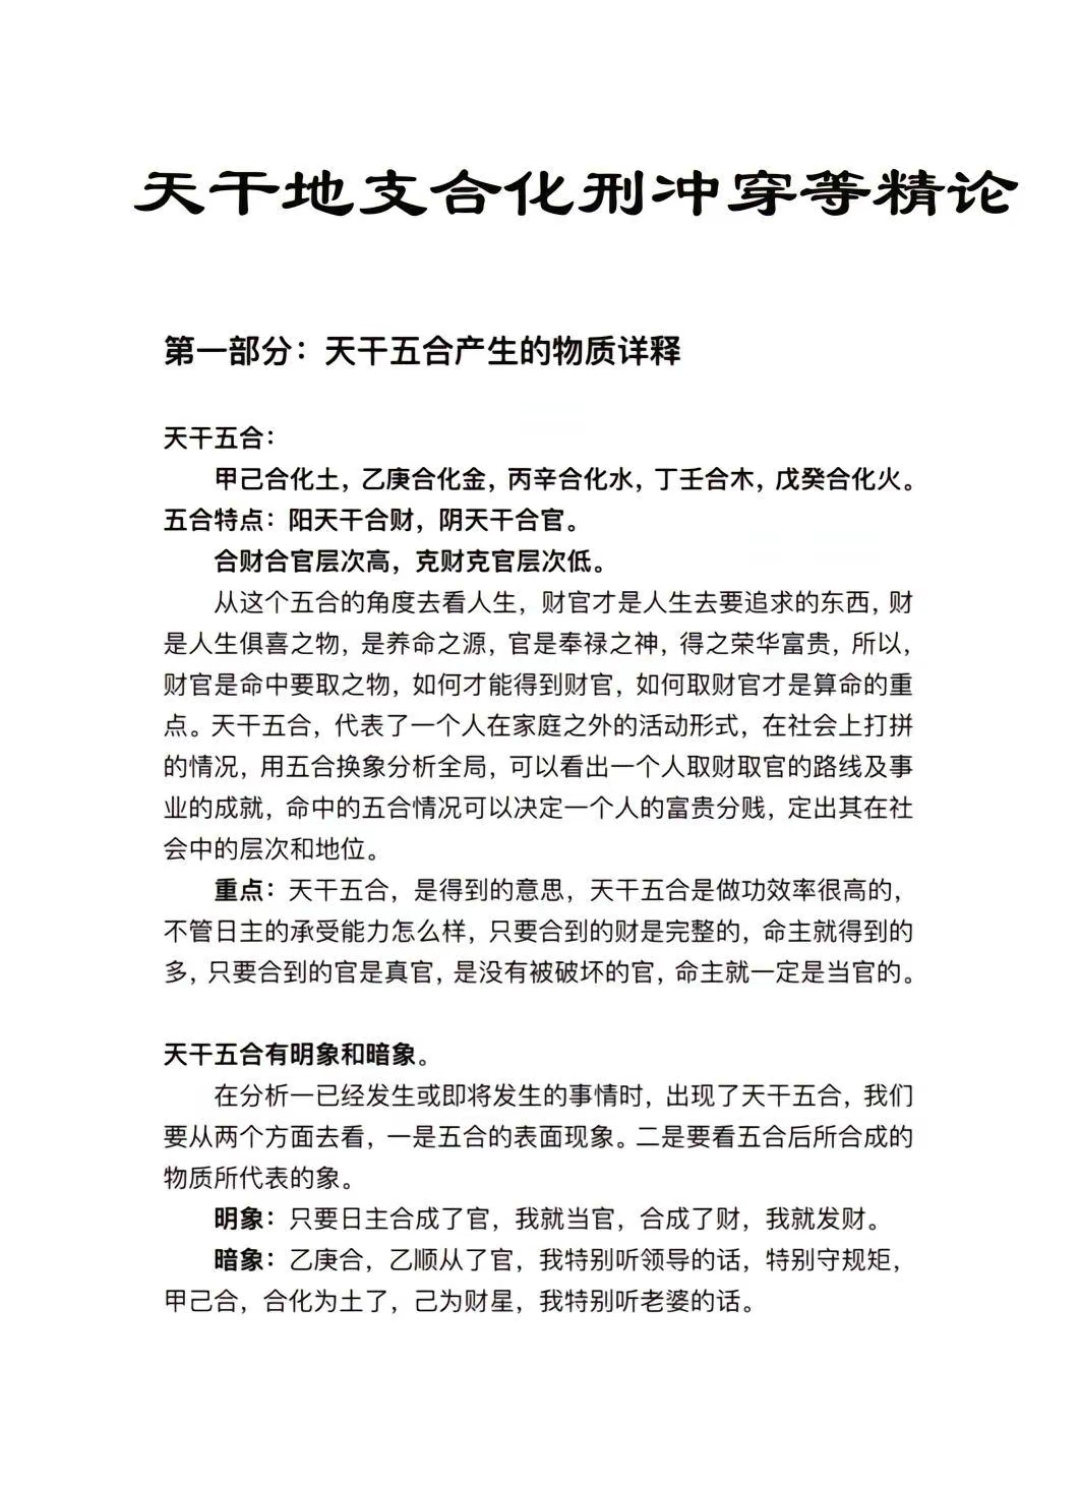 天干地支合化刑冲穿等精论
第一部分：天干五合产生的物质详释
天干五合：
甲己合化土，乙庚合化金，丙辛合化水，丁壬合木，戊癸合化火。
五合特点：阳天干合财，阴天干合官。
合财合官层次高，克财克官层次低。
从这个五合的角度去看人生，财官才是人生去要追求的东西，财
是人生俱喜之物，是养命之源，官是奉禄之神，得之荣华富贵，所以，
财官是命中要取之物，如何才能得到财官，如何取财官才是算命的重
点。天干五合，代表了一个人在家庭之外的活动形式，在社会上打拼
的情况，用五合换象分析全局，可以看出一个人取财取官的路线及事
业的成就，命中的五合情况可以决定一个人的富贵分贱，定出其在社
会中的层次和地位。
重点：天干五合，是得到的意思，天干五合是做功效率很高的，
不管日主的承受能力怎么样，只要合到的财是完整的，命主就得到的
多，只要合到的官是真官，是没有被破坏的官，命主就一定是当官的。
天干五合有明象和暗象。
在分析一已经发生或即将发生的事情时，出现了天干五合，我们
要从两个方面去看，一是五合的表面现象。二是要看五合后所合成的
物质所代表的象。
明象：只要日主合成了官，我就当官，合成了财，我就发财。
暗象：乙庚合，乙顺从了官，我特别听领导的话，特别守规矩，
甲己合，合化为土了，己为财星，我特别听老婆的话。